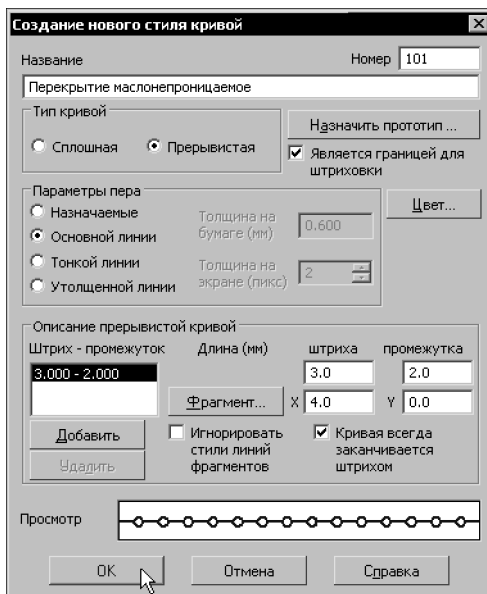 Создание нового стиля кривой
Название
Номер 101
Перекрытие маслонепроницаемое
Тип кривой
Сплошная Прерывистая
Назначить прототип ...
Является границей для
штриховки
Параметры пера
Назначаемые
Основной линии
Тонкой линии
Утолщенной линии
Толщина на
бумаге (мм)
0.600
Толщина на
экране (пикс)
2
Цвет...
Описание прерывистой кривой
Штрих - промежуток Длина (мм) штриха промежутка
3.000 - 2.000
3.0 2.0
Фрагмент... X 4.0 Y 0.0
Добавить
Удалить
Игнорировать
стили линий
фрагментов
Кривая всегда
заканчивается
штрихом
Просмотр
OK Отмена Справка